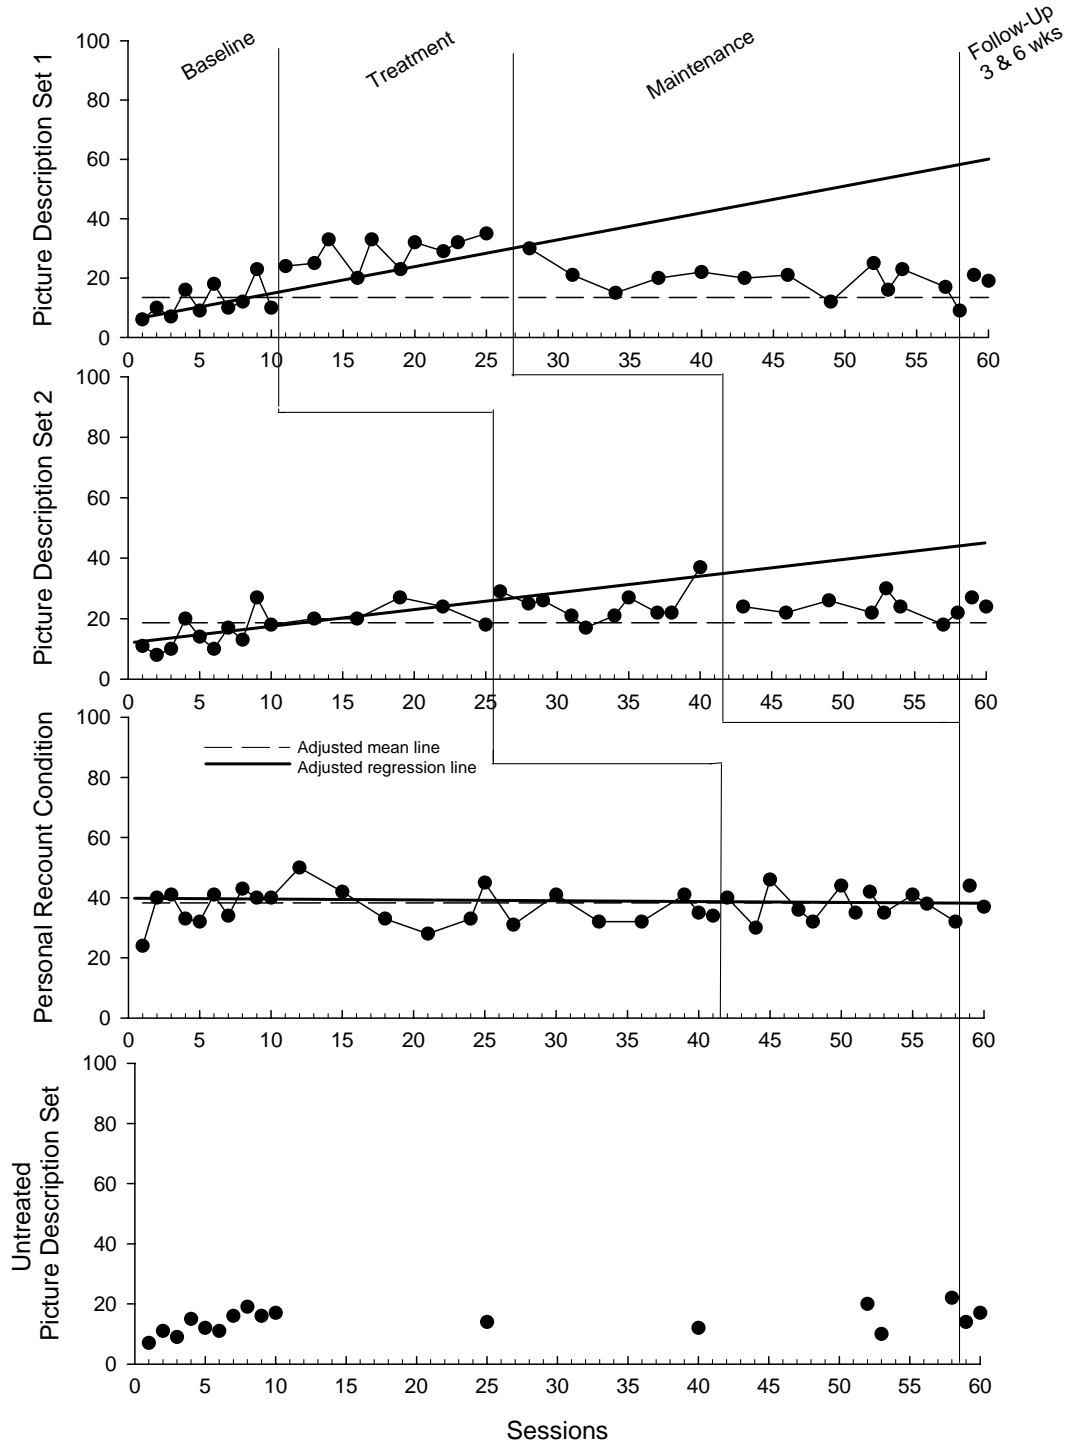 Baseline
Treatment
Maintenance
Follow-Up
3 & 6 wks
Picture Description Set 1
100
80
60
40
20
0
0 5 10 15 20 25 30 35 40 45 50 55 60
Picture Description Set 2
100
80
60
40
20
0
0 5 10 15 20 25 30 35 40 45 50 55 60
Personal Recount Condition
100
80
60
40
20
0
Adjusted mean line
Adjusted regression line
0 5 10 15 20 25 30 35 40 45 50 55 60
Untreated
Picture Description Set
100
80
60
40
20
0
0 5 10 15 20 25 30 35 40 45 50 55 60
Sessions